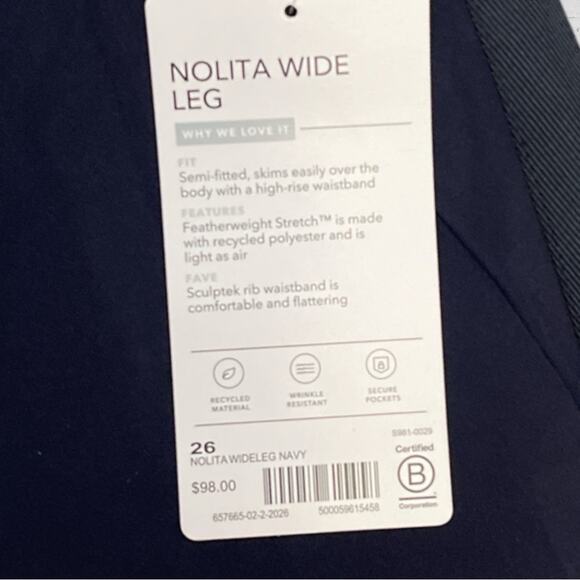 NOLITA WIDE
LEG
WHY WE LOVE IT
FIT
Semi-fitted, skims easily over the
body with a high-rise waistband
FEATURES
Featherweight Stretch™ is made
with recycled polyester and is
light as air
FAVE
Sculptek rib waistband is
comfortable and flattering
RECYCLED
MATERIAL
WRINKLE
RESISTANT
SECURE
POCKETS
S981-0029
26
NOLITAWIDELEG NAVY
$98.00
657665-02-2-2026
500059615458
Certified
B
Corporation